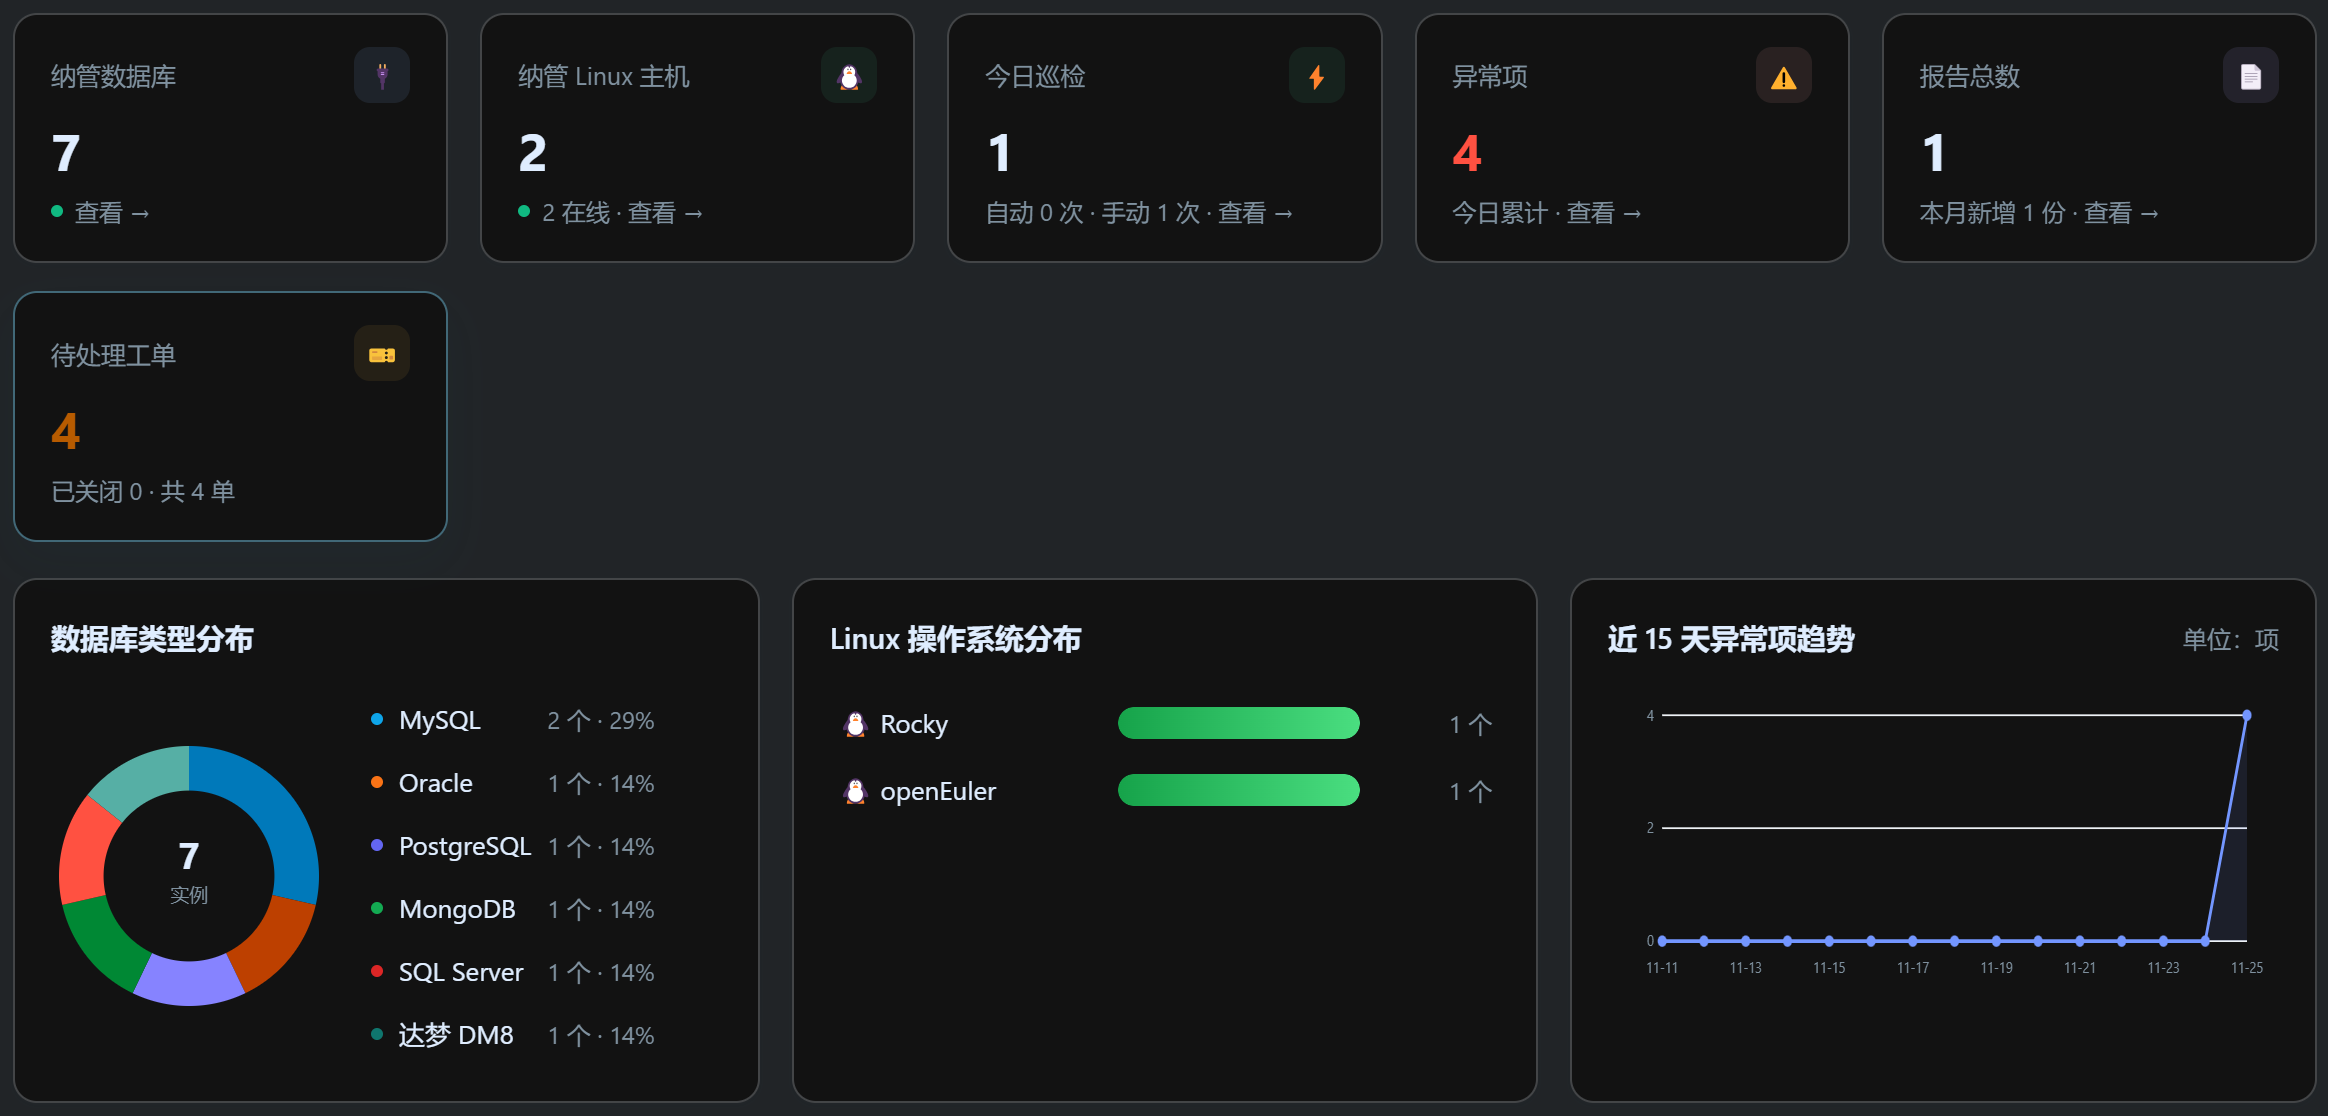 纳管数据库
7
查看 →
纳管 Linux 主机
2
2 在线 · 查看 →
今日巡检
1
自动 0 次 · 手动 1 次 · 查看 →
异常项
4
今日累计 · 查看 →
报告总数
1
本月新增 1 份 · 查看 →
待处理工单
4
已关闭 0 · 共 4 单
数据库类型分布
7
实例
MySQL 2 个 · 29%
Oracle 1 个 · 14%
PostgreSQL 1 个 · 14%
MongoDB 1 个 · 14%
SQL Server 1 个 · 14%
达梦 DM8 1 个 · 14%
Linux 操作系统分布
Rocky 1 个
openEuler 1 个
近 15 天异常项趋势 单位：项
4
2
0
11-11 11-13 11-15 11-17 11-19 11-21 11-23 11-25